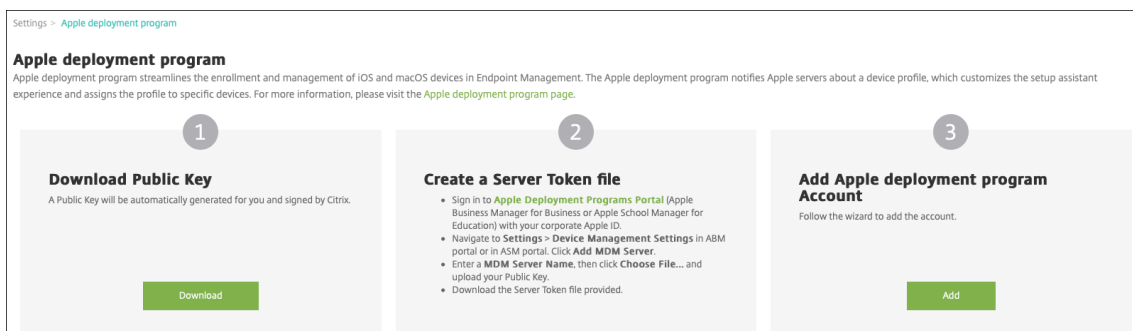 Settings > Apple deployment program
Apple deployment program
Apple deployment program streamlines the enrollment and management of iOS and macOS devices in Endpoint Management. The Apple deployment program notifies Apple servers about a device profile, which customizes the setup assistant
experience and assigns the profile to specific devices. For more information, please visit the Apple deployment program page.
1
Download Public Key
A Public Key will be automatically generated for you and signed by Citrix.
Download
2
Create a Server Token file
• Sign in to Apple Deployment Programs Portal (Apple
Business Manager for Business or Apple School Manager for
Education) with your corporate Apple ID.
• Navigate to Settings > Device Management Settings in ABM
portal or in ASM portal. Click Add MDM Server.
• Enter a MDM Server Name, then click Choose File... and
upload your Public Key.
• Download the Server Token file provided.
3
Add Apple deployment program
Account
Follow the wizard to add the account.
Add